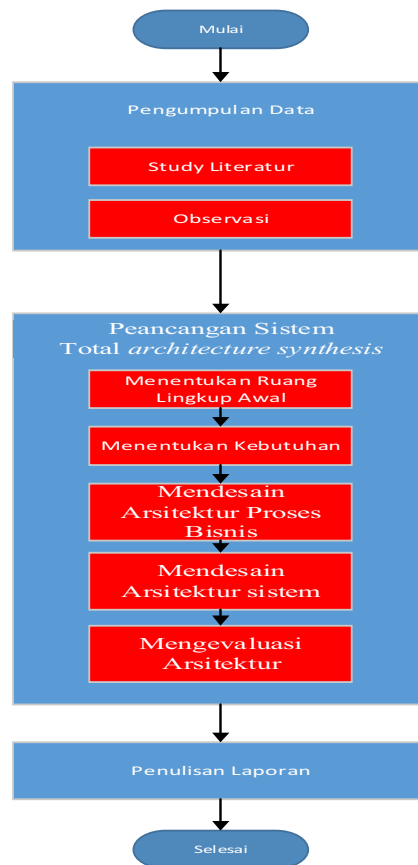 Mulai
Pengumpulan Data
Study Literatur
Observasi
Peancangan Sistem
Total architecture synthesis
Menentukan Ruang
Lingkup Awal
Menentukan Kebutuhan
Mendesain
Arsitektur Proses
Bisnis
Mendesain
Arsitektur sistem
Mengevaluasi
Arsitektur
Penulisan Laporan
Selesai